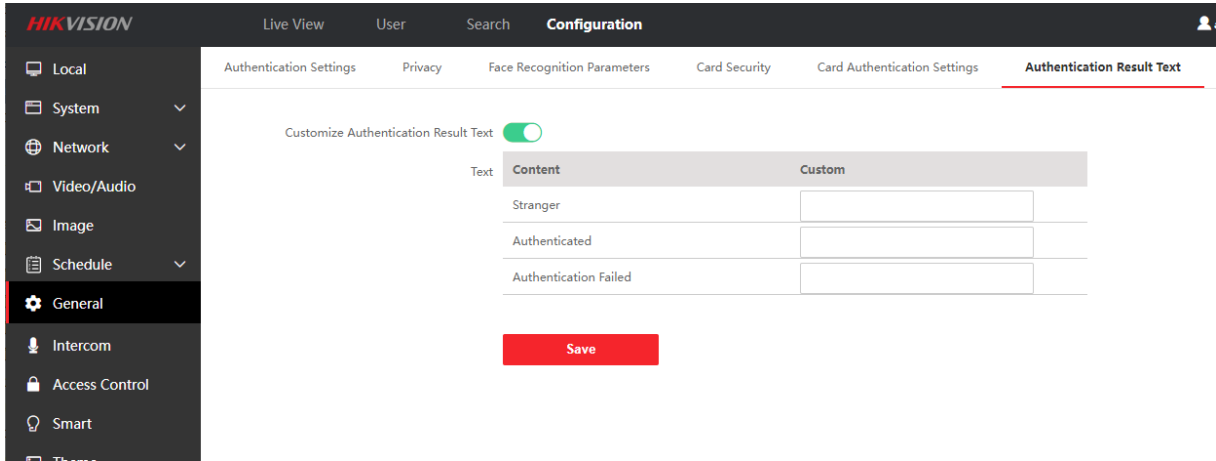 HIKVISION Live View User Search Configuration
Local
System
Network
Video/Audio
Image
Schedule
General
Intercom
Access Control
Smart
Authentication Settings Privacy Face Recognition Parameters Card Security Card Authentication Settings Authentication Result Text
Customize Authentication Result Text
Text Content Custom
Stranger
Authenticated
Authentication Failed
Save